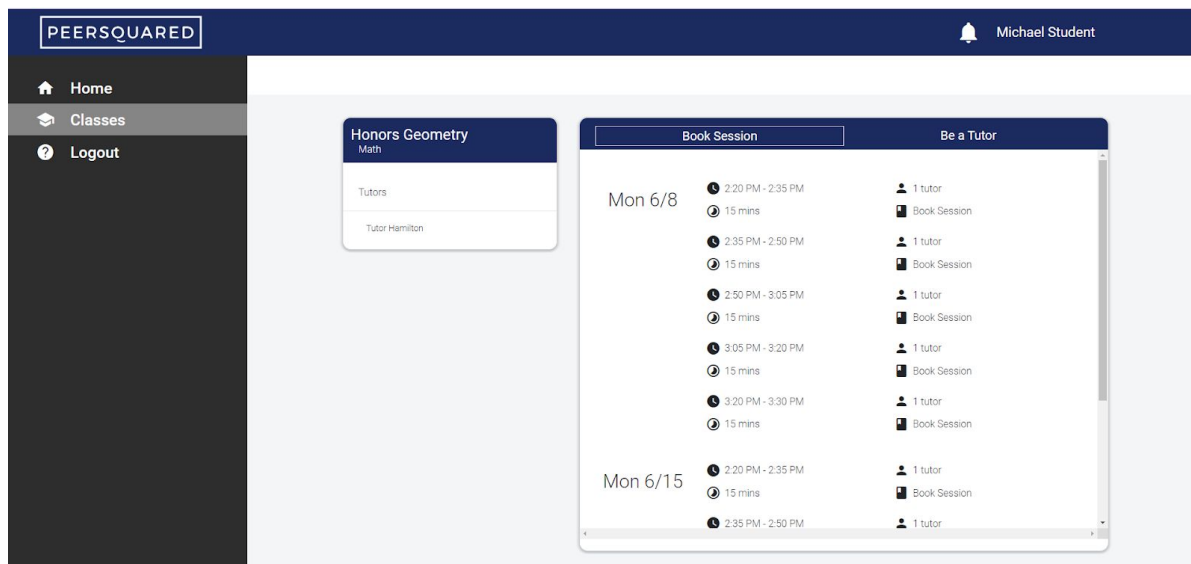 PEERSQUARED
Michael Student
Home
Classes
Logout
Honors Geometry
Math
Tutors
Tutor Hamilton
Book Session
Be a Tutor
Mon 6/8
2:20 PM - 2:35 PM
1 tutor
15 mins
Book Session
2:35 PM - 2:50 PM
1 tutor
15 mins
Book Session
2:50 PM - 3:05 PM
1 tutor
15 mins
Book Session
3:05 PM - 3:20 PM
1 tutor
15 mins
Book Session
3:20 PM - 3:30 PM
1 tutor
15 mins
Book Session
Mon 6/15
2:20 PM - 2:35 PM
1 tutor
15 mins
Book Session
2:35 PM - 2:50 PM
1 tutor